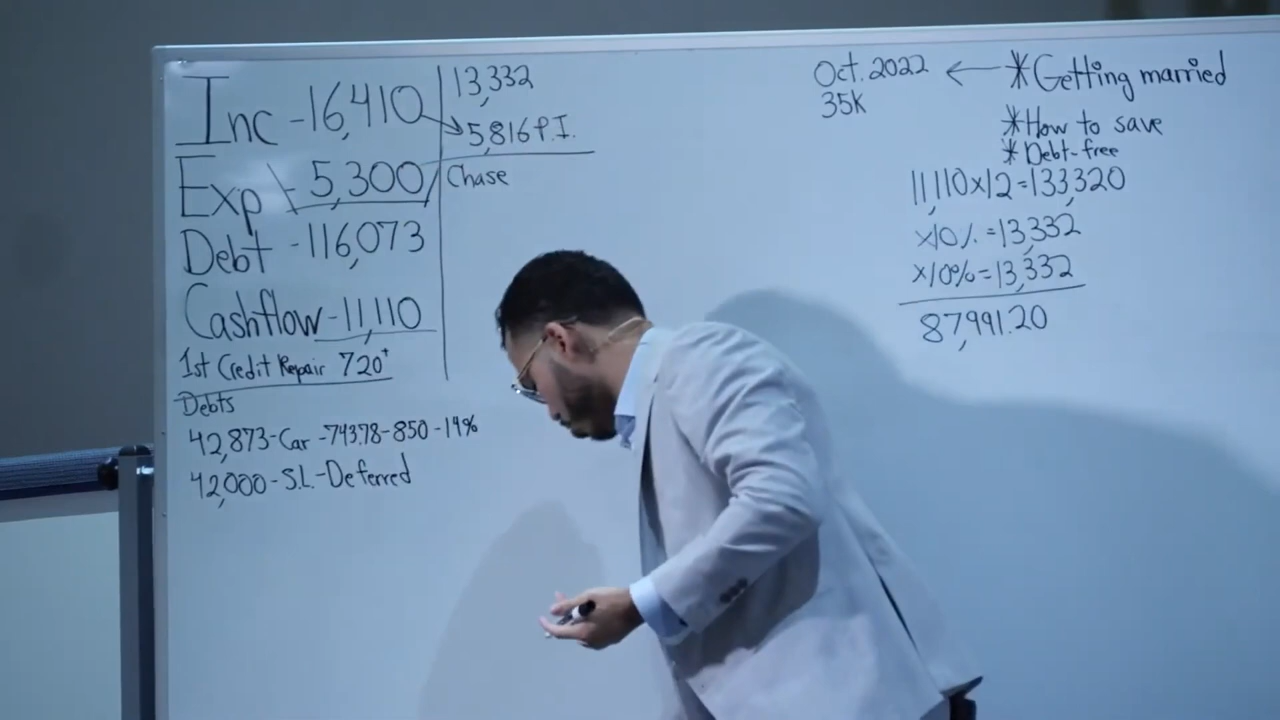 Inc -16,410
Exp - 5,300
Debt -116,073
Cashflow -11,110
1st Credit Repair 720+
Debts
42,873-Car -743.78-850-14%
42,000-S.L.-Deferred
13,332
5,816 P.I.
Chase
Oct. 2022 ← *Getting married
35K
*How to save
*Debt-free
11,110x12=133,320
x10%=13,332
x10%=13,332
87,991.20